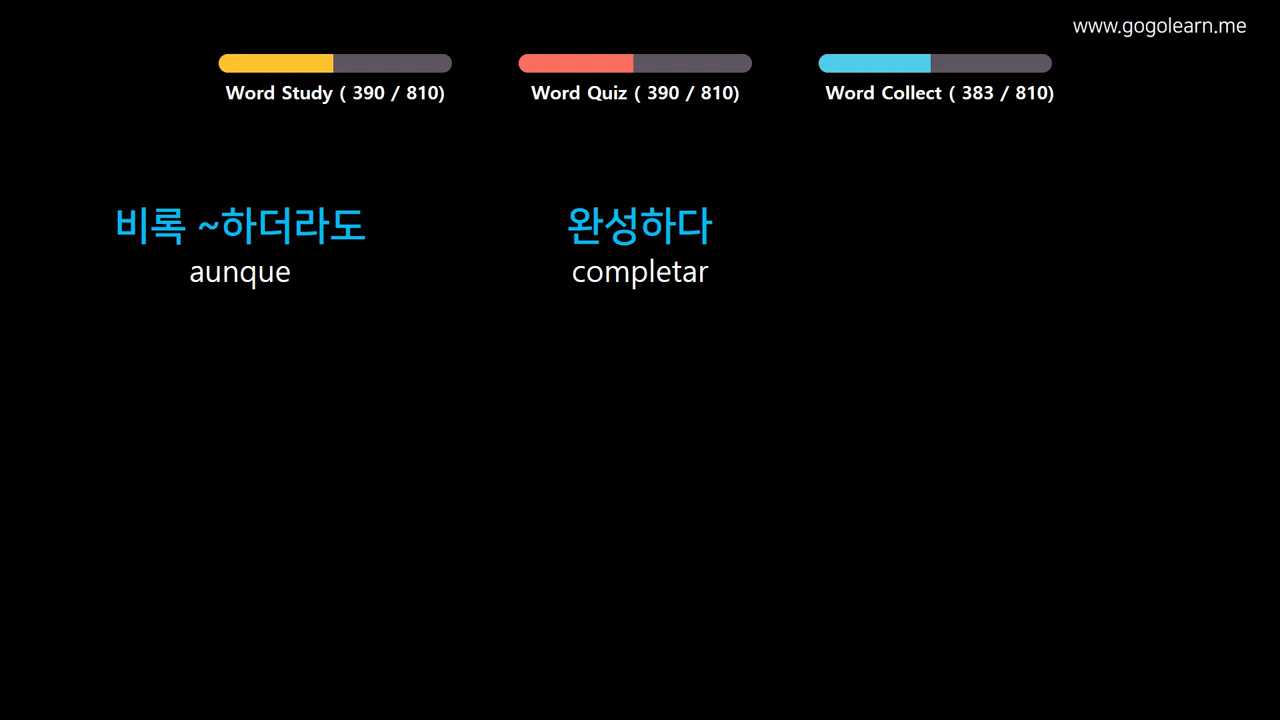 www.gogolearn.me
Word Study ( 390 / 810)
Word Quiz ( 390 / 810)
Word Collect ( 383 / 810)
비록 ~하더라도
aunque
완성하다
completar